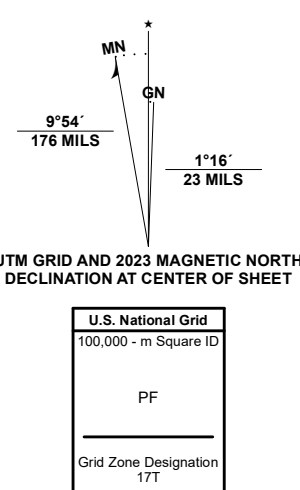 MN
GN
9°54´
176 MILS
1°16´
23 MILS
UTM GRID AND 2023 MAGNETIC NORTH
DECLINATION AT CENTER OF SHEET
U.S. National Grid
100,000 - m Square ID
PF
Grid Zone Designation
17T